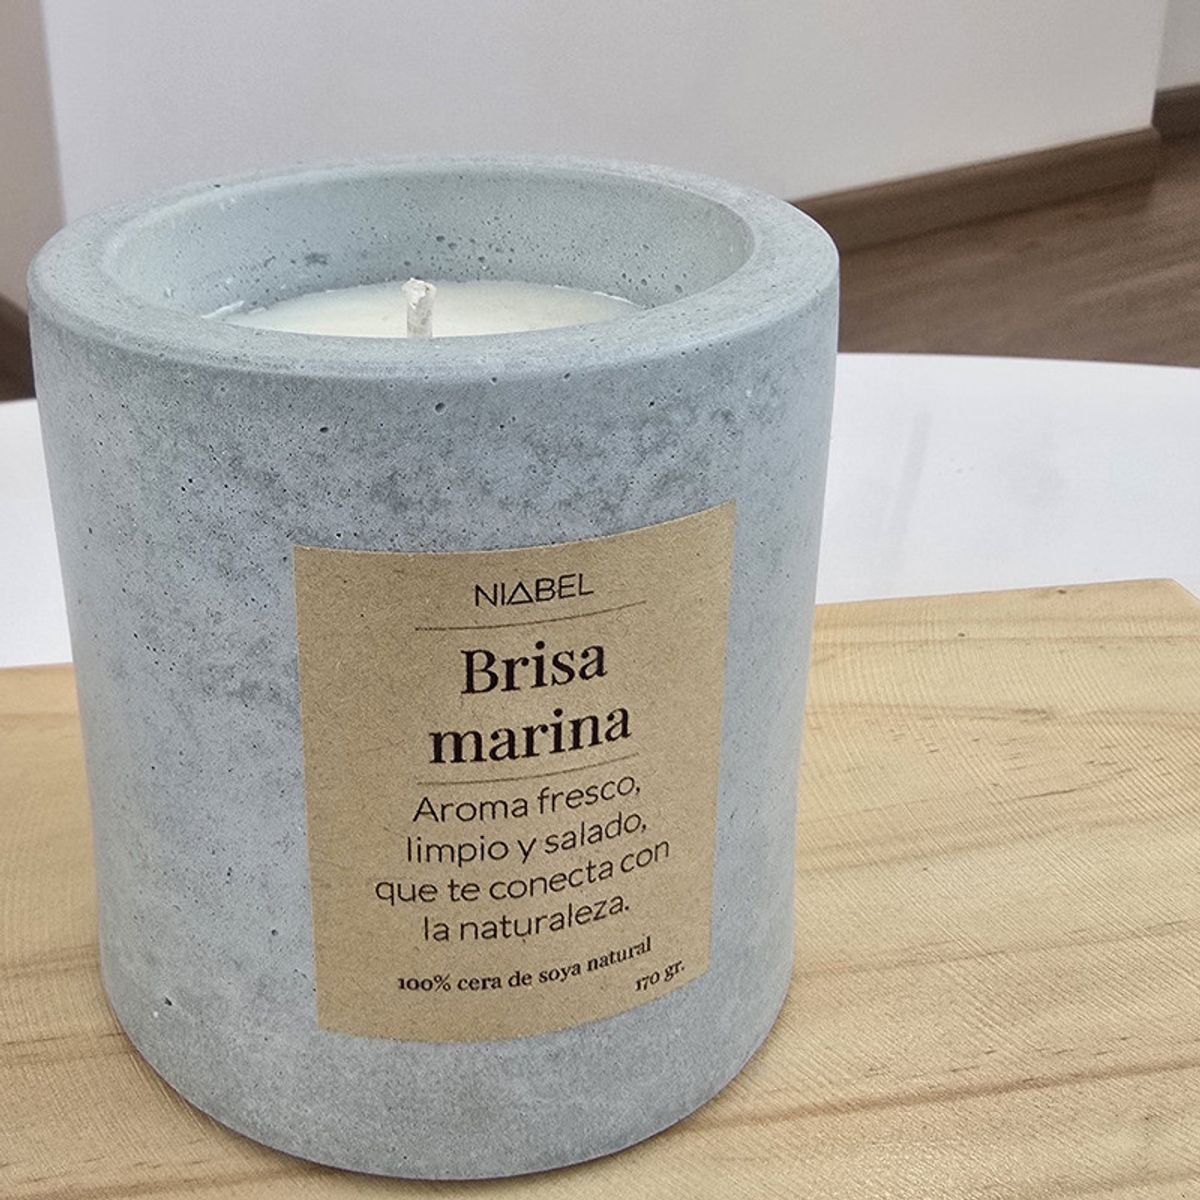 NIABEL
Brisa
marina
Aroma fresco,
limpio y salado,
que te conecta con
la naturaleza.
100% cera de soya natural
170 gr.